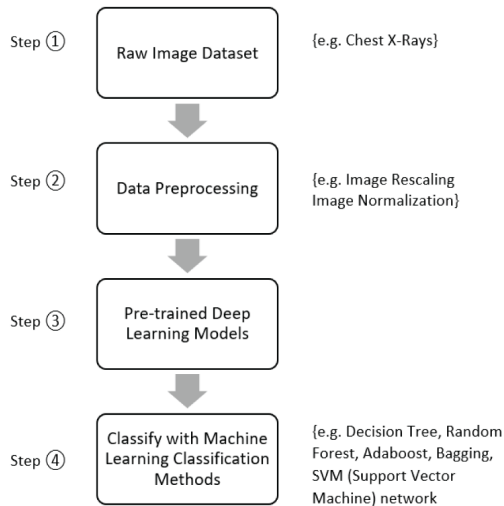 Step ①
Raw Image Dataset
{e.g. Chest X-Rays}
Step ②
Data Preprocessing
{e.g. Image Rescaling
Image Normalization}
Step ③
Pre-trained Deep
Learning Models
Step ④
Classify with Machine
Learning Classification
Methods
{e.g. Decision Tree, Random
Forest, Adaboost, Bagging,
SVM (Support Vector
Machine) network